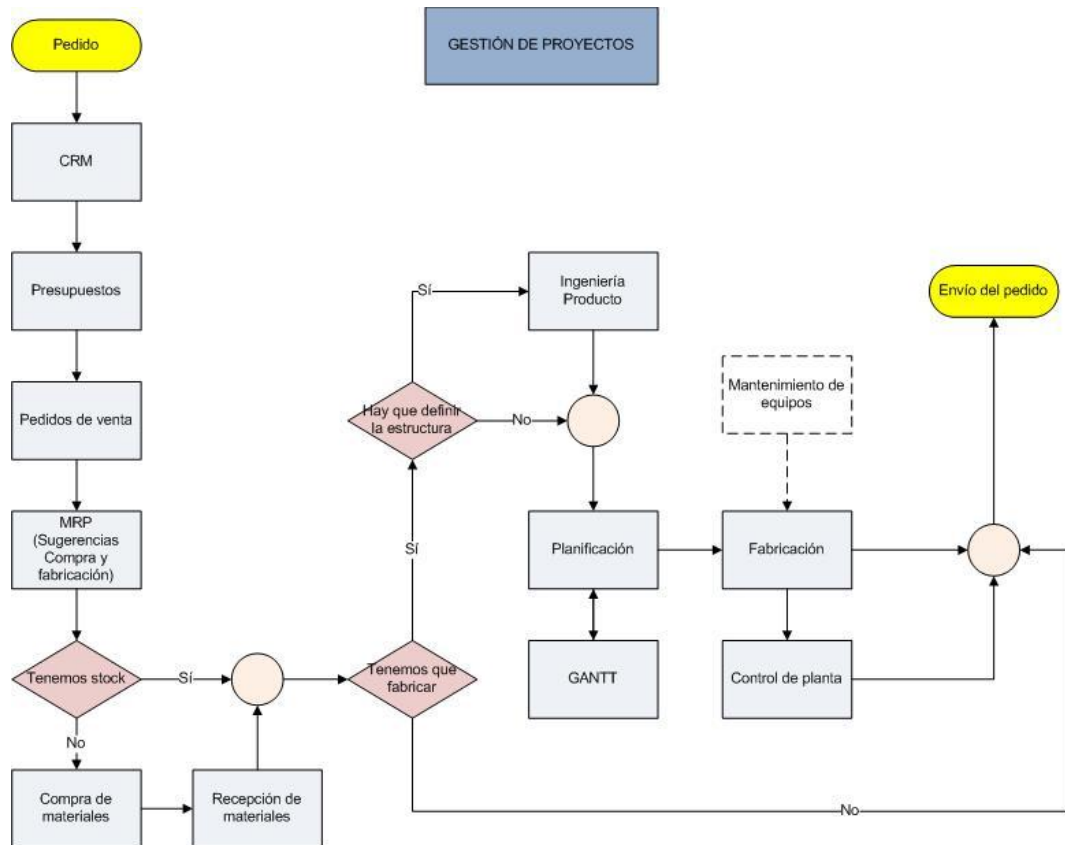 Pedido
GESTIÓN DE PROYECTOS
CRM
Presupuestos
Pedidos de venta
MRP
(Sugerencias
Compra y
fabricación)
Tenemos stock
Sí
No
Compra de
materiales
Recepción de
materiales
Tenemos que
fabricar
Sí
No
Hay que definir
la estructura
Sí
No
Ingeniería
Producto
Planificación
GANTT
Mantenimiento de
equipos
Fabricación
Control de planta
Envío del pedido